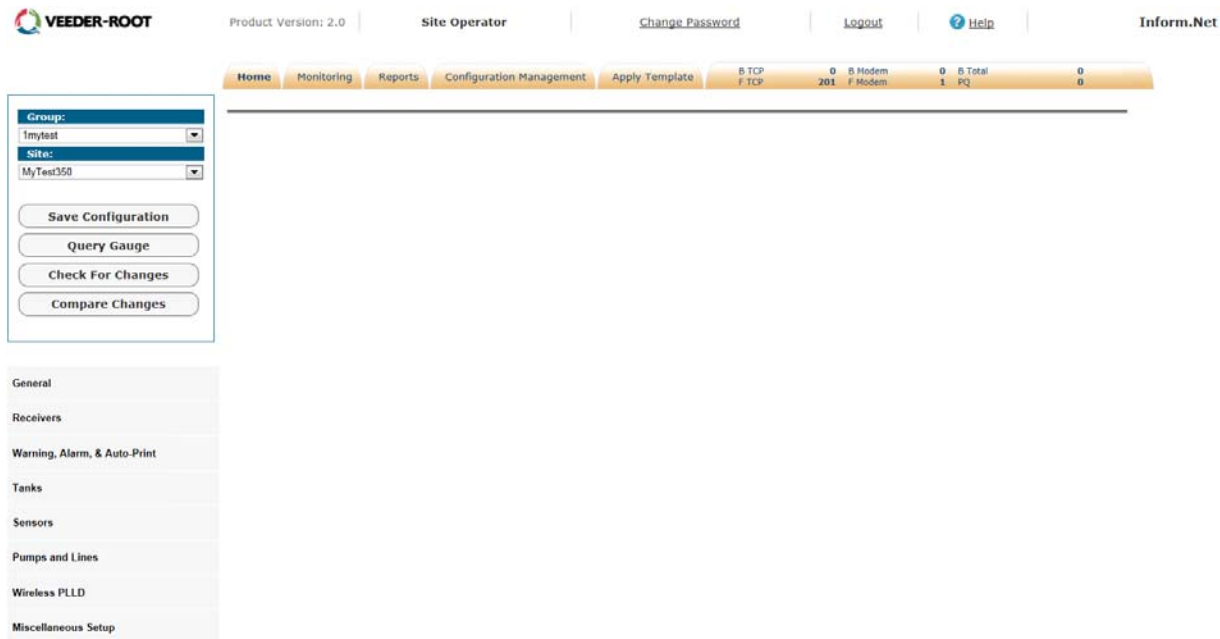 VEEDER-ROOT Product Version: 2.0 Site Operator Change Password Logout Help Inform.Net
Home Monitoring Reports Configuration Management Apply Template
B TCP 0 B Modem 0 B Total 0
F TCP 201 F Modem 1 PQ 0
Group:
1mytest
Site:
MyTest350
Save Configuration
Query Gauge
Check For Changes
Compare Changes
General
Receivers
Warning, Alarm, & Auto-Print
Tanks
Sensors
Pumps and Lines
Wireless PLLD
Miscellaneous Setup